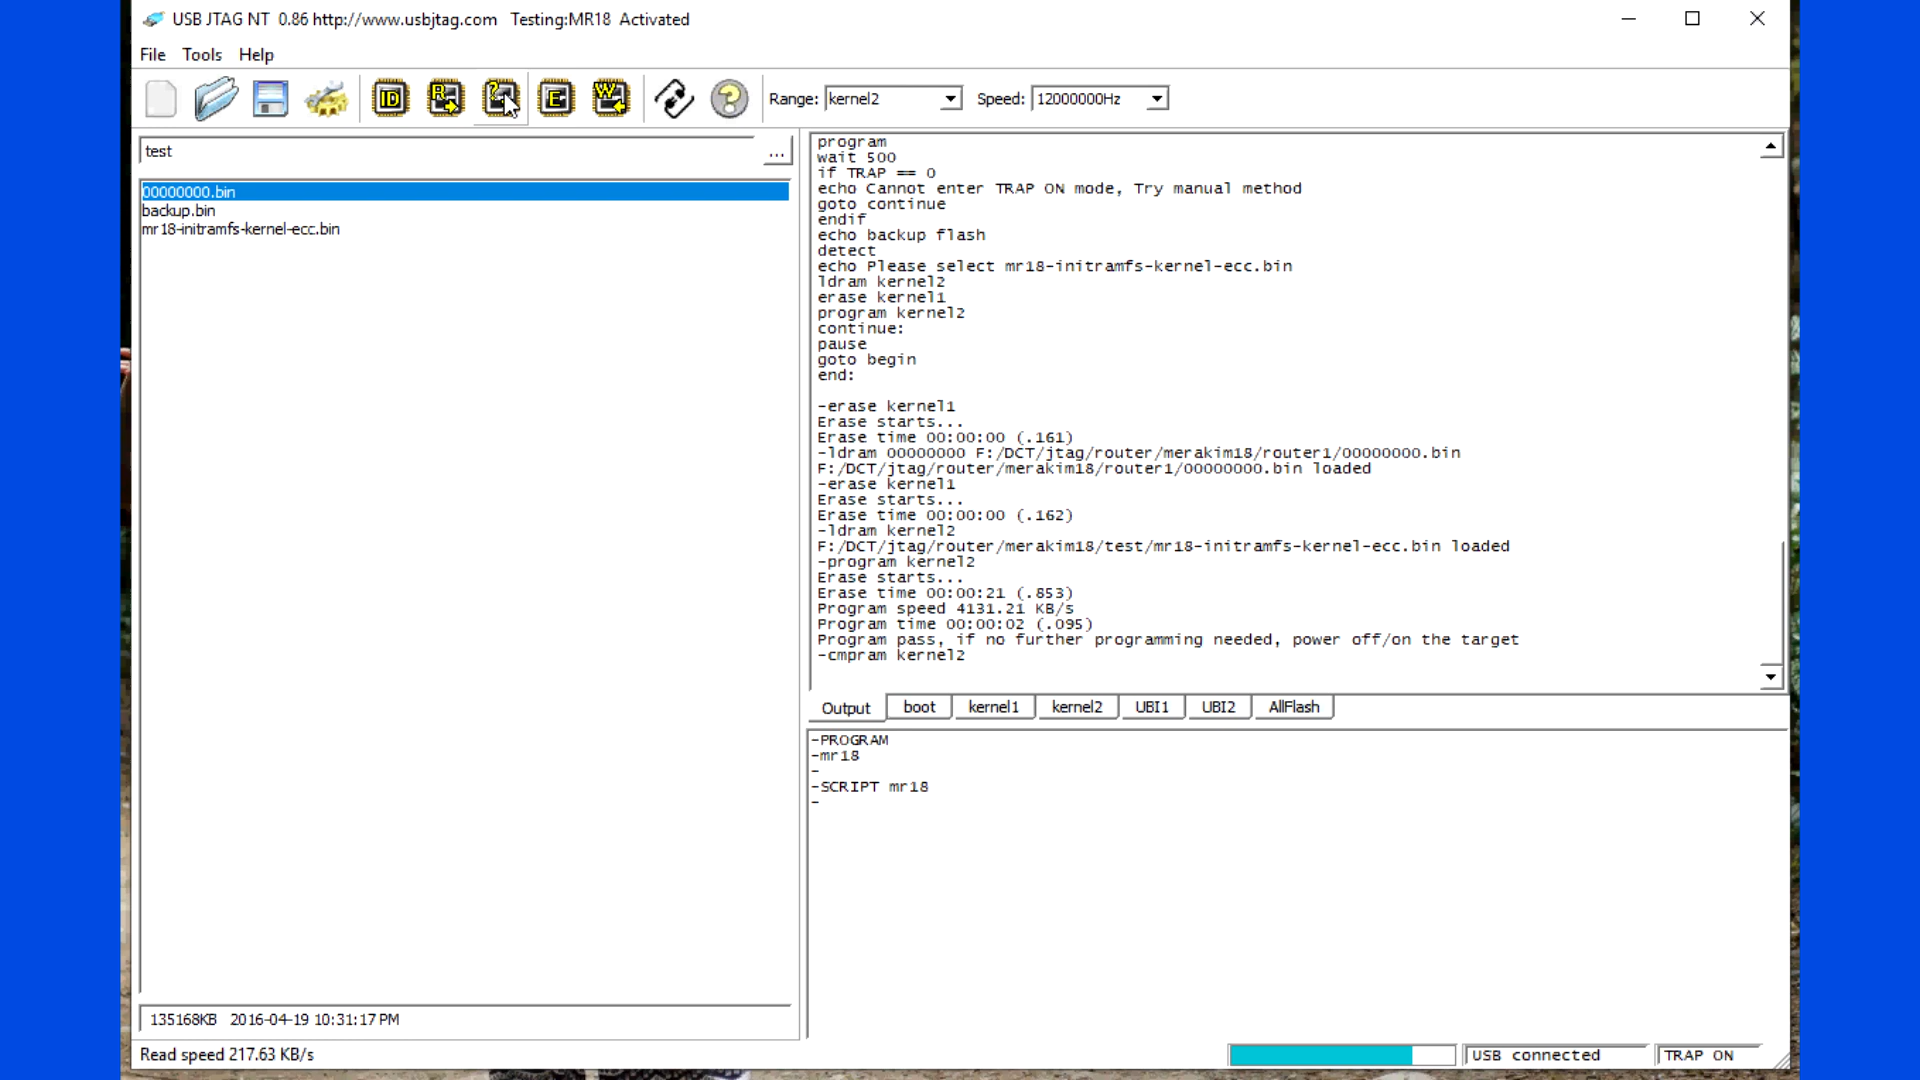 USB JTAG NT 0.86 http://www.usbjtag.com Testing:MR18 Activated
File Tools Help
ID R ? E W ? Range: kernel2 Speed: 12000000Hz
test ...
00000000.bin
backup.bin
mr18-initramfs-kernel-ecc.bin
135168KB 2016-04-19 10:31:17 PM
program
wait 500
if TRAP == 0
echo Cannot enter TRAP ON mode, Try manual method
goto continue
endif
echo backup flash
detect
echo Please select mr18-initramfs-kernel-ecc.bin
ldram kernel2
erase kernel1
program kernel2
continue:
pause
goto begin
end:
-erase kernel1
Erase starts...
Erase time 00:00:00 (.161)
-ldram 00000000 F:/DCT/jtag/router/merakim18/router1/00000000.bin
F:/DCT/jtag/router/merakim18/router1/00000000.bin loaded
-erase kernel1
Erase starts...
Erase time 00:00:00 (.162)
-ldram kernel2
F:/DCT/jtag/router/merakim18/test/mr18-initramfs-kernel-ecc.bin loaded
-program kernel2
Erase starts...
Erase time 00:00:21 (.853)
Program speed 4131.21 KB/s
Program time 00:00:02 (.095)
Program pass, if no further programming needed, power off/on the target
-cmpram kernel2
Output boot kernel1 kernel2 UBI1 UBI2 AllFlash
-PROGRAM
-mr18
-
-SCRIPT mr18
-
Read speed 217.63 KB/s USB connected TRAP ON